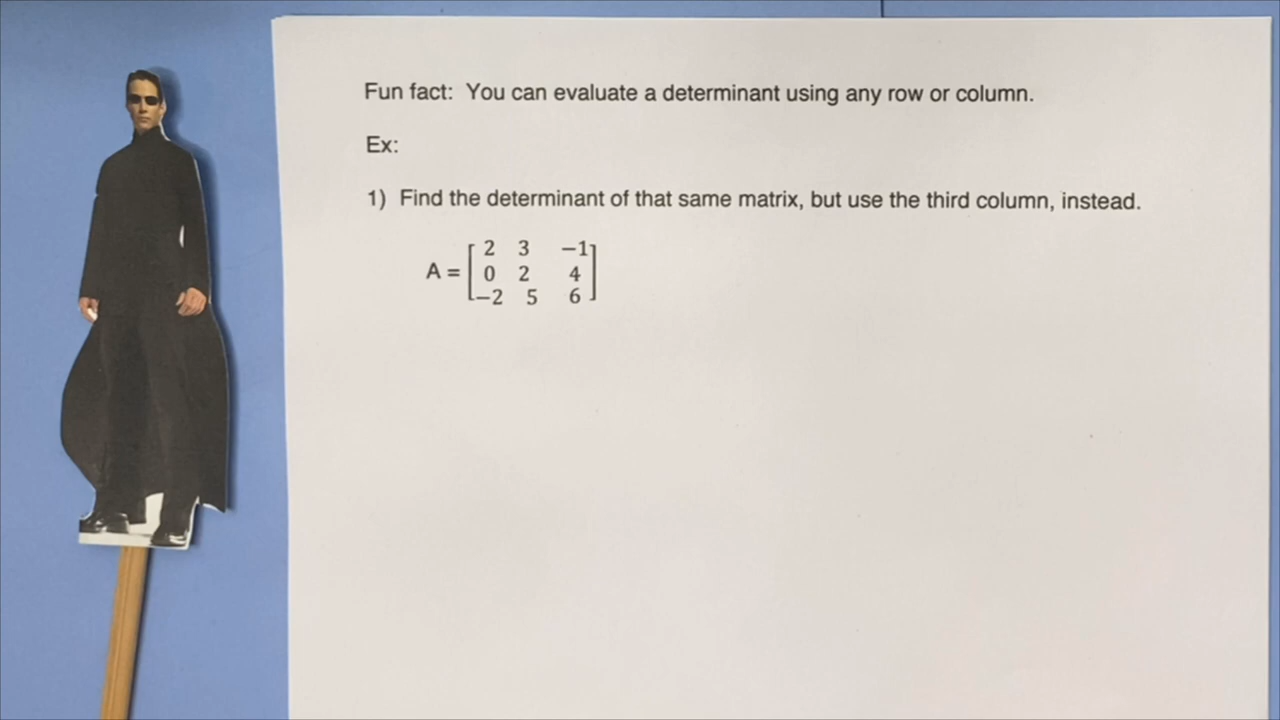 Fun fact: You can evaluate a determinant using any row or column.
Ex:
1) Find the determinant of that same matrix, but use the third column, instead.
2 3 −1
A = 0 2 4
−2 5 6